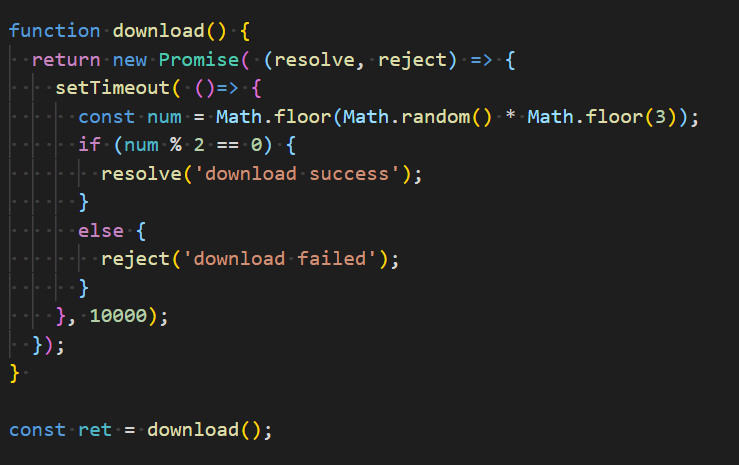 function download() {
  return new Promise( (resolve, reject) => {
    setTimeout( ()=> {
      const num = Math.floor(Math.random() * Math.floor(3));
      if (num % 2 == 0) {
        resolve('download success');
      }
      else {
        reject('download failed');
      }
    }, 10000);
  });
}
const ret = download();